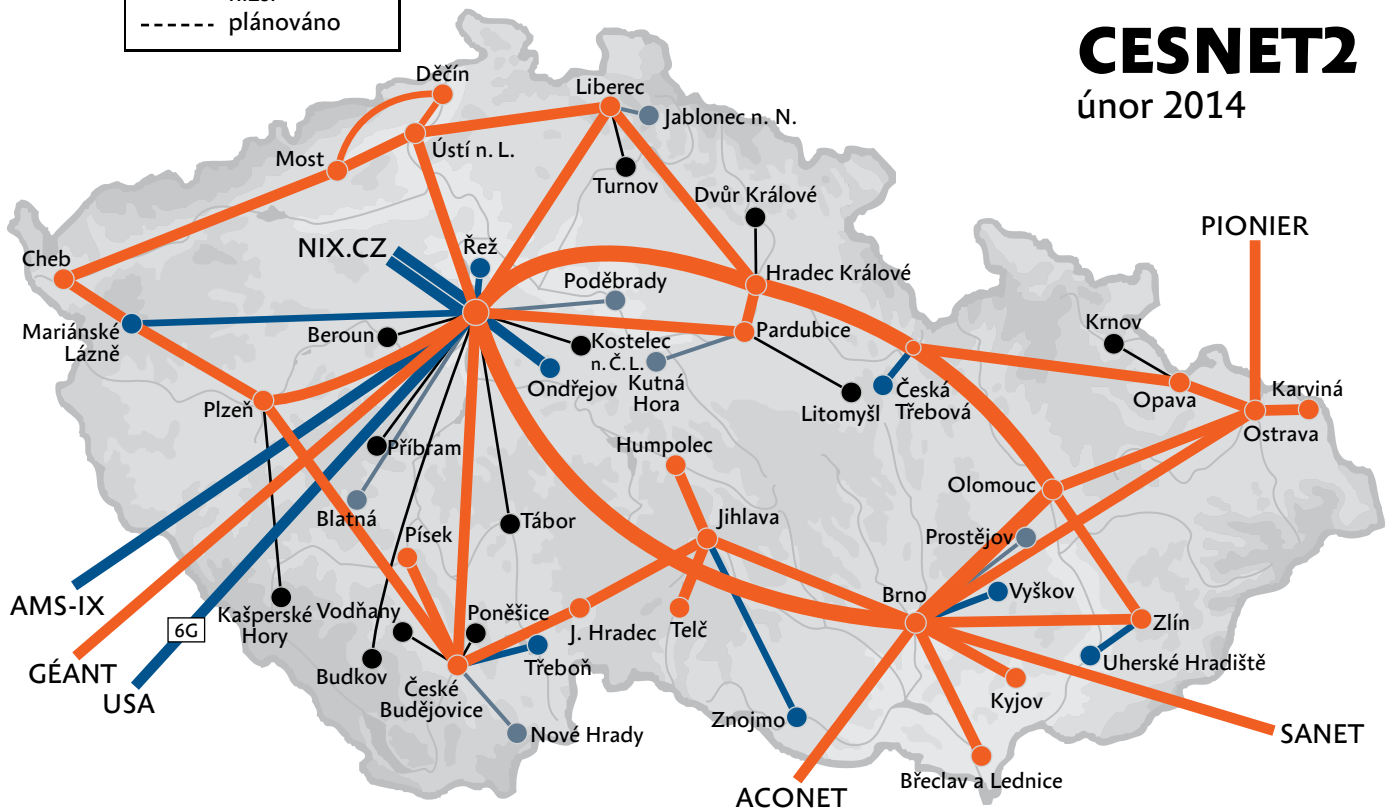 plánováno
CESNET2
únor 2014
Děčín
Liberec
Jablonec n. N.
Most
Ústí n. L.
Turnov
Dvůr Králové
PIONIER
NIX.CZ
Řež
Cheb
Hradec Králové
Poděbrady
Mariánské
Lázně
Beroun
Kostelec
n. Č. L.
Pardubice
Krnov
Ondřejov
Kutná
Hora
Česká
Třebová
Litomyšl
Opava
Karviná
Plzeň
Ostrava
Příbram
Humpolec
Olomouc
Blatná
Tábor
Jihlava
Písek
Prostějov
AMS-IX
Kašperské
Hory
Vodňany
Poněšice
Brno
Vyškov
6G
J. Hradec
Telč
Zlín
GÉANT
USA
Budkov
České
Budějovice
Třeboň
Uherské Hradiště
Kyjov
Znojmo
Nové Hrady
SANET
Břeclav a Lednice
ACONET